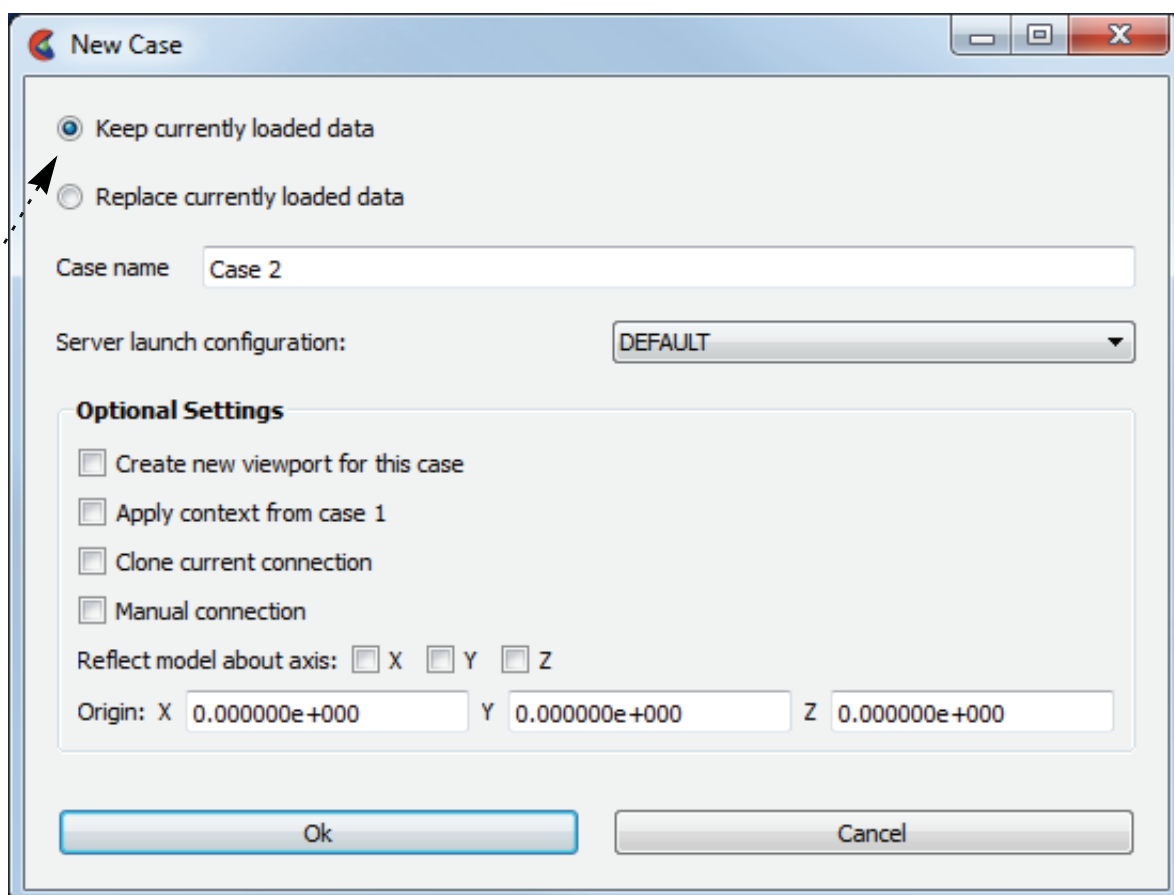 New Case
Keep currently loaded data
Replace currently loaded data
Case name Case 2
Server launch configuration: DEFAULT
Optional Settings
Create new viewport for this case
Apply context from case 1
Clone current connection
Manual connection
Reflect model about axis: X Y Z
Origin: X 0.000000e+000 Y 0.000000e+000 Z 0.000000e+000
Ok Cancel